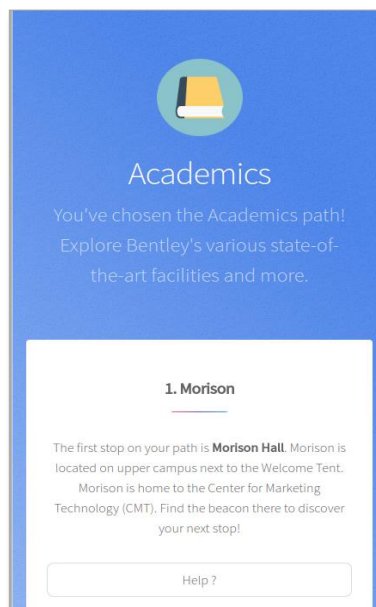 Academics
You've chosen the Academics path!
Explore Bentley's various state-of-
the-art facilities and more.
1. Morison
The first stop on your path is Morison Hall. Morison is
located on upper campus next to the Welcome Tent.
Morison is home to the Center for Marketing
Technology (CMT). Find the beacon there to discover
your next stop!
Help ?